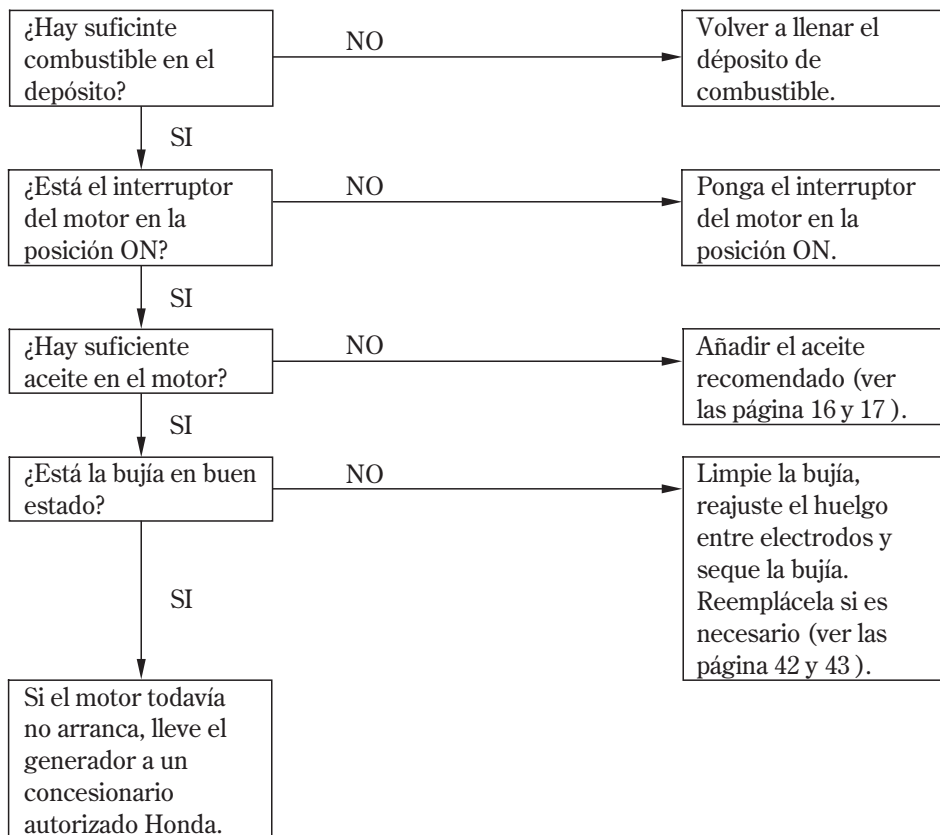 ¿Hay suficinte
combustible en el
depósito?
NO
Volver a llenar el
déposito de
combustible.
SI
¿Está el interruptor
del motor en la
posición ON?
NO
Ponga el interruptor
del motor en la
posición ON.
SI
¿Hay suficiente
aceite en el motor?
NO
Añadir el aceite
recomendado (ver
las página 16 y 17 ).
SI
¿Está la bujía en buen
estado?
NO
Limpie la bujía,
reajuste el huelgo
entre electrodos y
seque la bujía.
Reemplácela si es
necesario (ver las
página 42 y 43 ).
SI
Si el motor todavía
no arranca, lleve el
generador a un
concesionario
autorizado Honda.